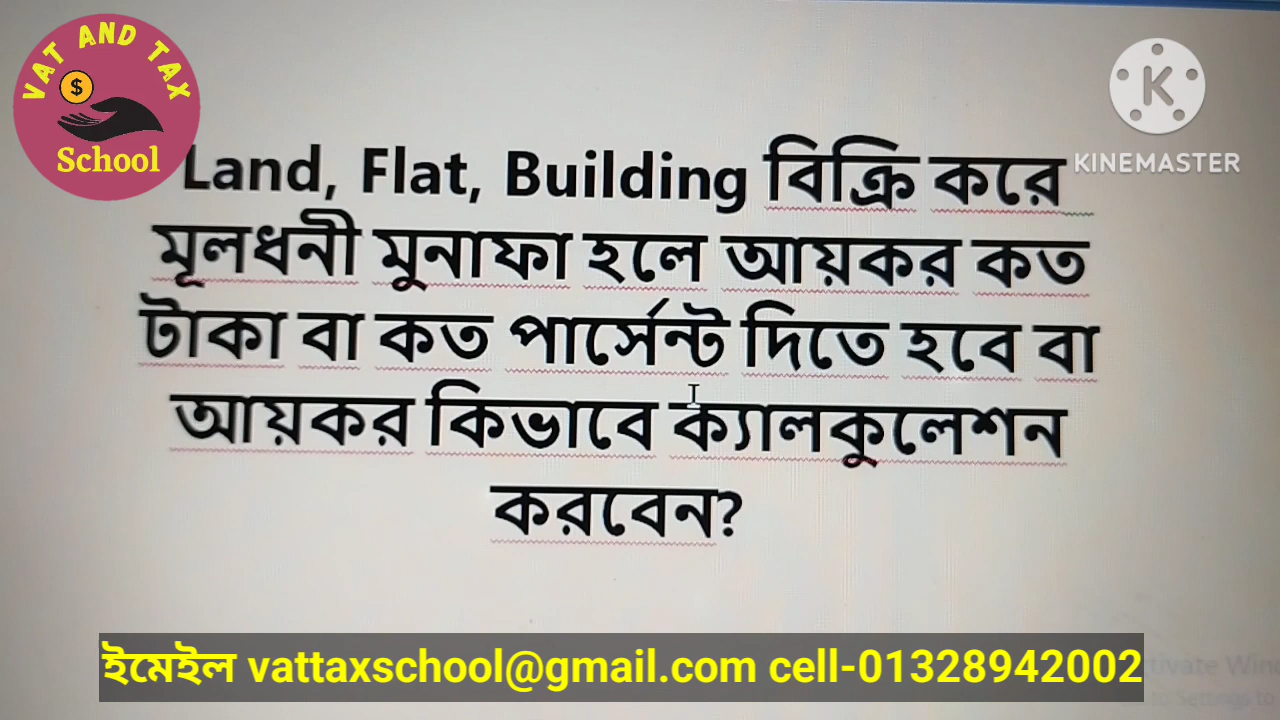 VAT AND TAX
$
School
K
KINEMASTER
Land, Flat, Building বিক্রি করে
মূলধনী মুনাফা হলে আয়কর কত
টাকা বা কত পার্সেন্ট দিতে হবে বা
আয়কর কিভাবে ক্যালকুলেশন
করবেন?
ইমেইল vattaxschool@gmail.com cell-01328942002